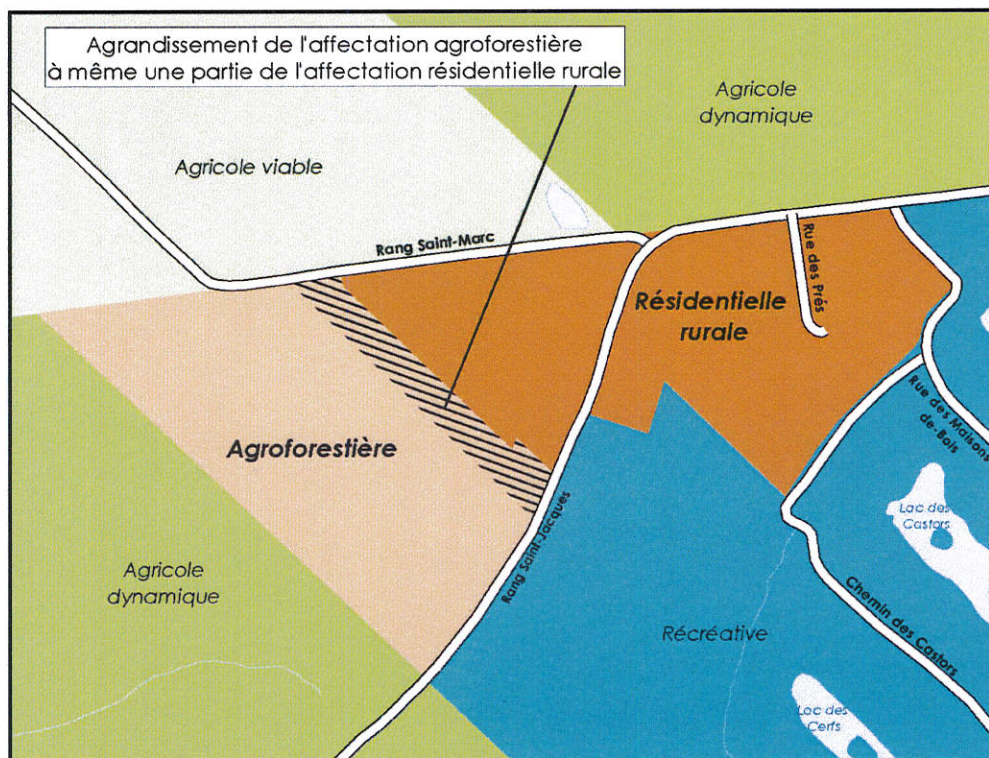 Agrandissement de l'affectation agroforestière
à même une partie de l'affectation résidentielle rurale
Agricole
dynamique
Agricole viable
Rang Saint-Marc
Rue des Prés
Résidentielle
rurale
Rue des Maisons
de-Bois
Agroforestière
Lac des
Castors
Rang Saint-Jacques
Agricole
dynamique
Récréative
Chemin des Castors
Lac des
Cerfs